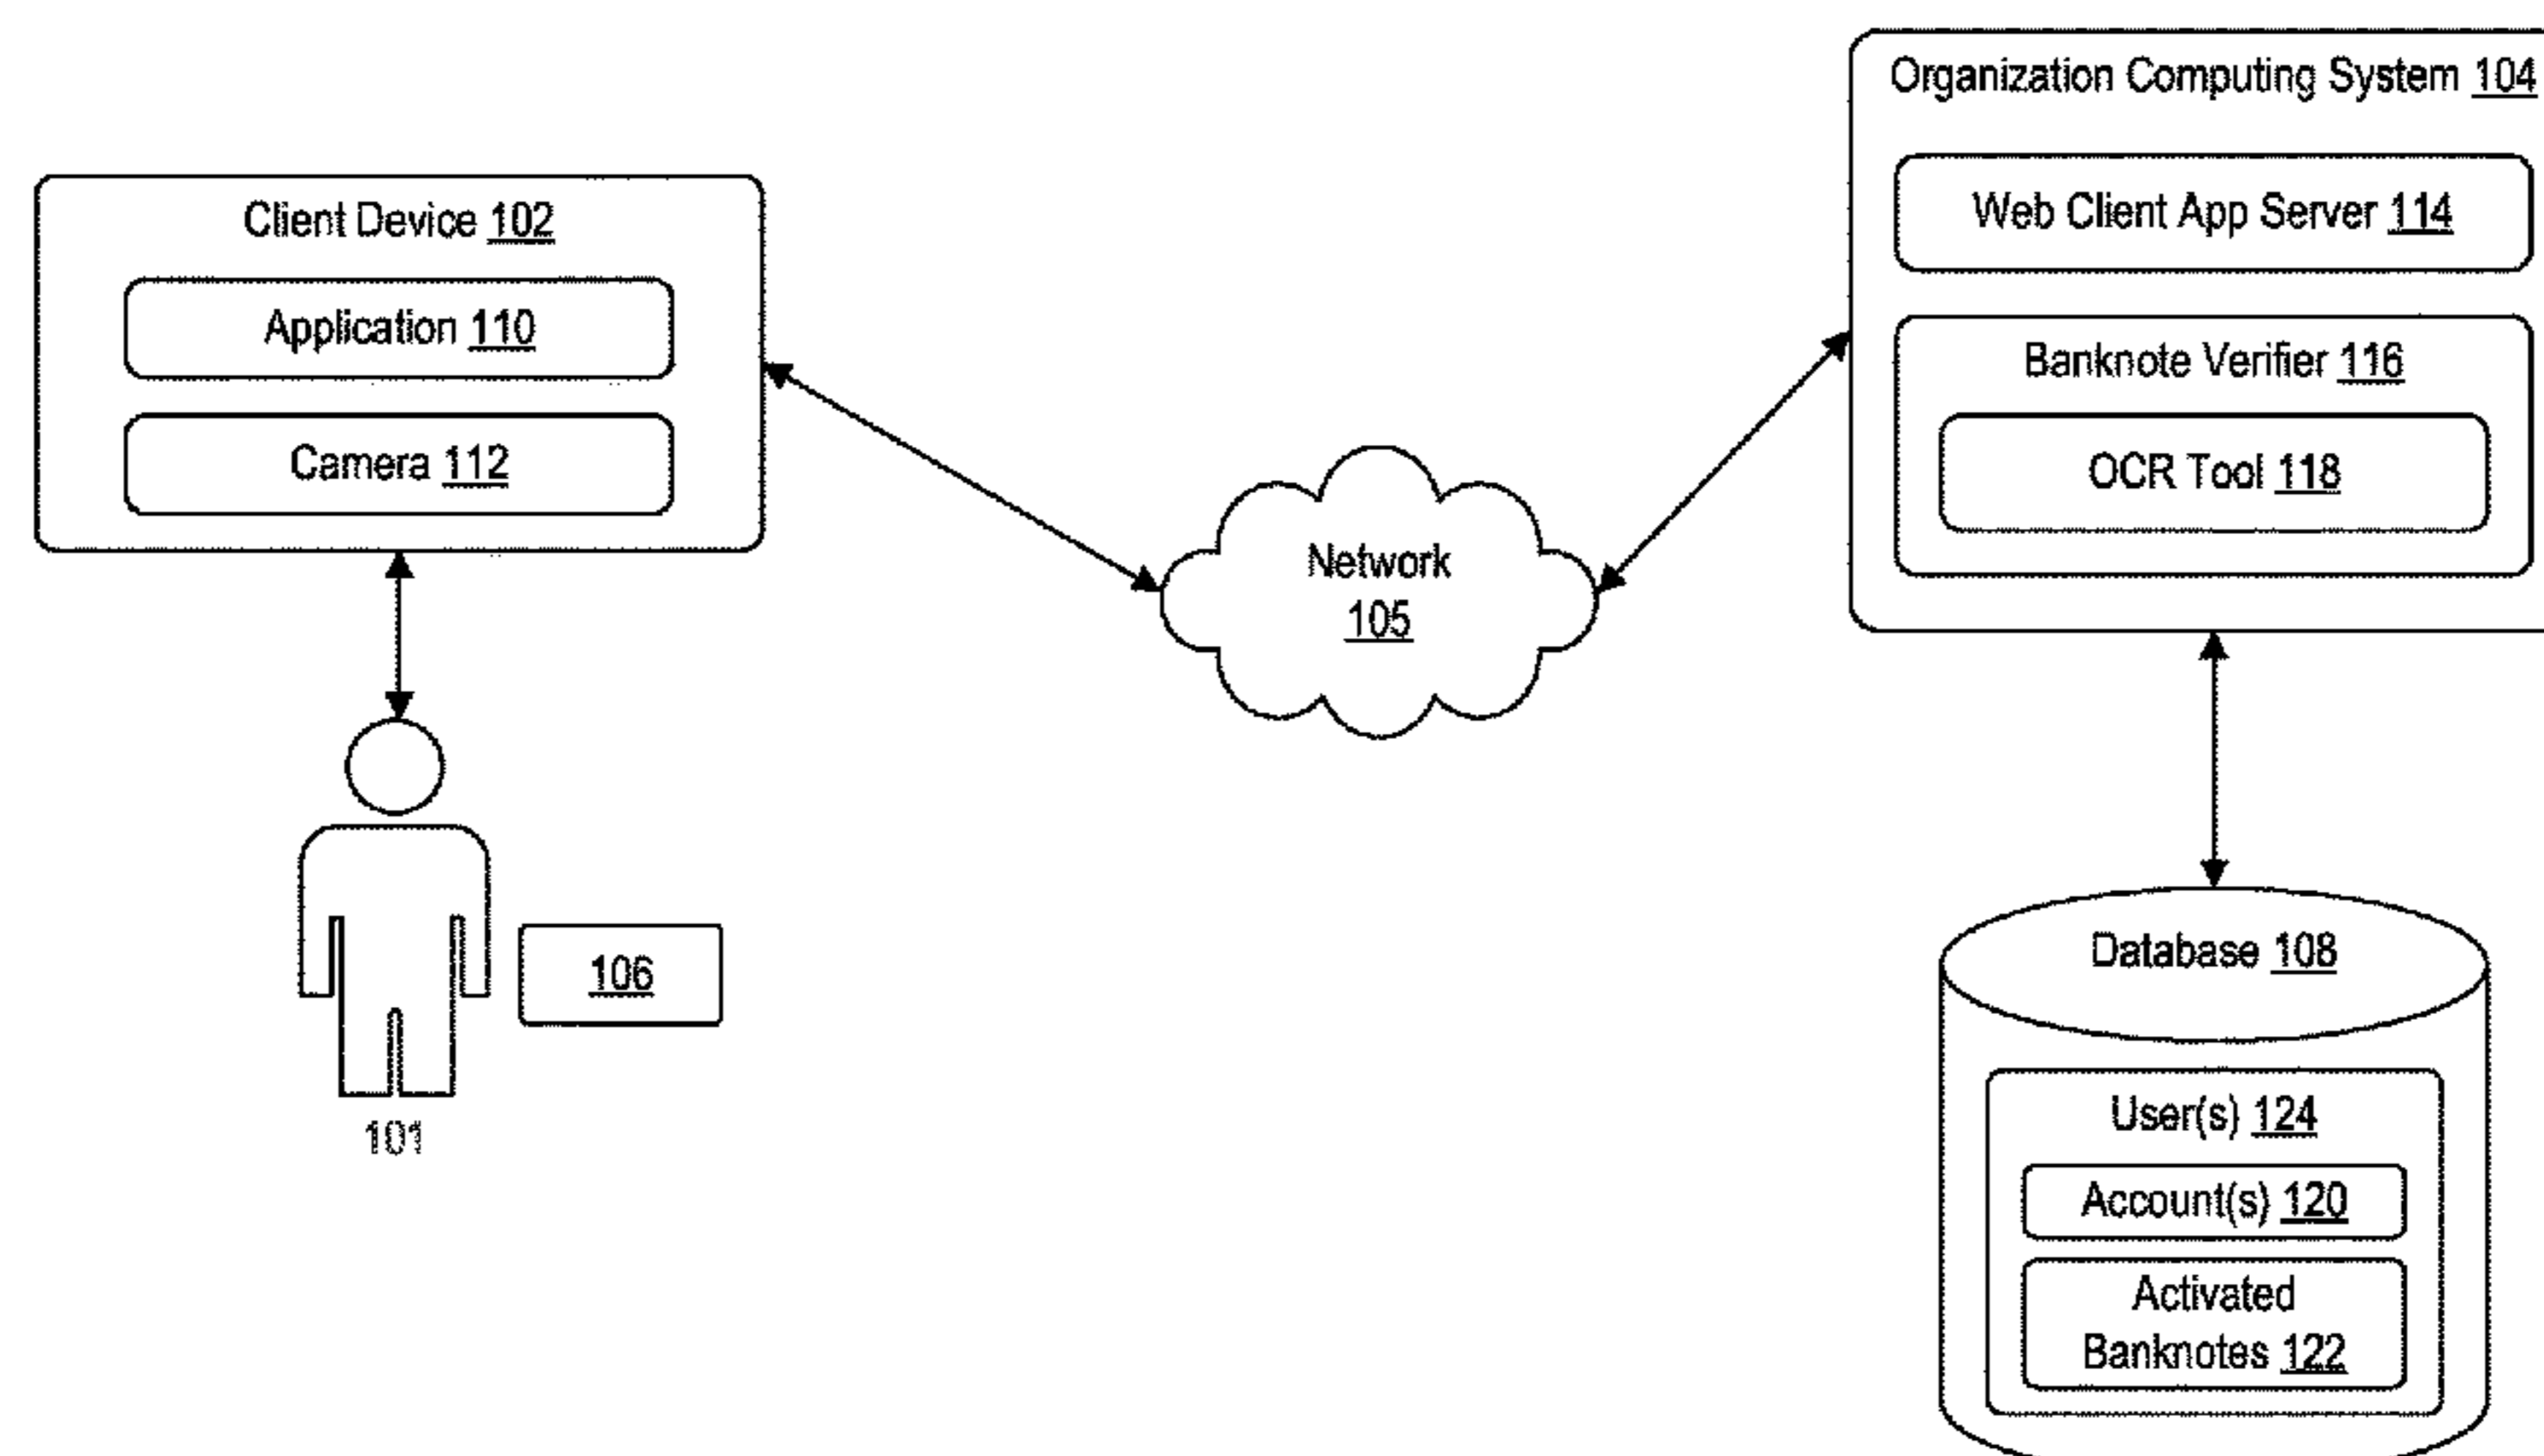 Organization Computing System 104
Web Client App Server 114
Banknote Verifier 116
OCR Tool 118
Client Device 102
Application 110
Camera 112
Network
105
106
101
Database 108
User(s) 124
Account(s) 120
Activated
Banknotes 122